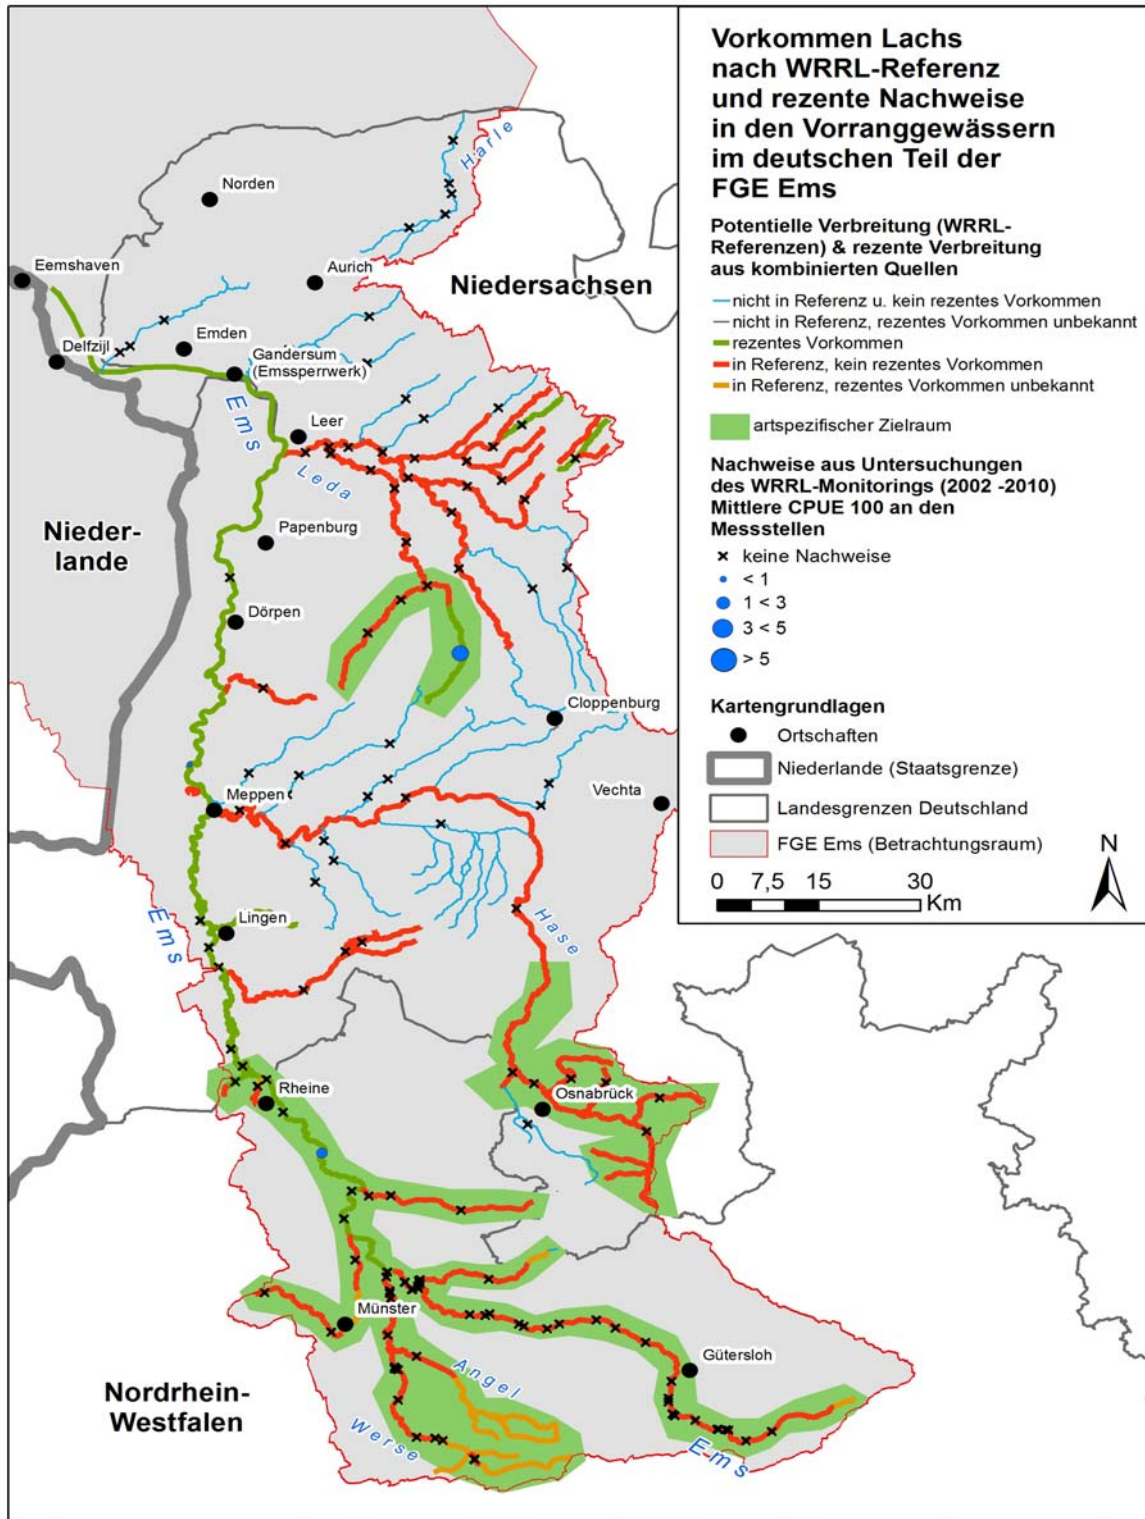 Vorkommen Lachs
nach WRRL-Referenz
und rezente Nachweise
in den Vorranggewässern
im deutschen Teil der
FGE Ems
Potentielle Verbreitung (WRRL-
Referenzen) & rezente Verbreitung
aus kombinierten Quellen
nicht in Referenz u. kein rezentes Vorkommen
nicht in Referenz, rezentes Vorkommen unbekannt
rezentes Vorkommen
in Referenz, kein rezentes Vorkommen
in Referenz, rezentes Vorkommen unbekannt
artspezifischer Zielraum
Nachweise aus Untersuchungen
des WRRL-Monitorings (2002 -2010)
Mittlere CPUE 100 an den
Messstellen
keine Nachweise
< 1
1 < 3
3 < 5
> 5
Kartengrundlagen
Ortschaften
Niederlande (Staatsgrenze)
Landesgrenzen Deutschland
FGE Ems (Betrachtungsraum)
N
0 7,5 15 30
Km
Harle
Norden
Eemshaven
Aurich
Niedersachsen
Emden
Delfzijl
Gandersum
(Emssperrwerk)
Ems
Leer
Leda
Nieder-
lande
Papenburg
Dörpen
Cloppenburg
Meppen
Vechta
Ems
Lingen
Hase
Rheine
Osnabrück
Münster
Gütersloh
Angel
Nordrhein-
Westfalen
Werse
Ems